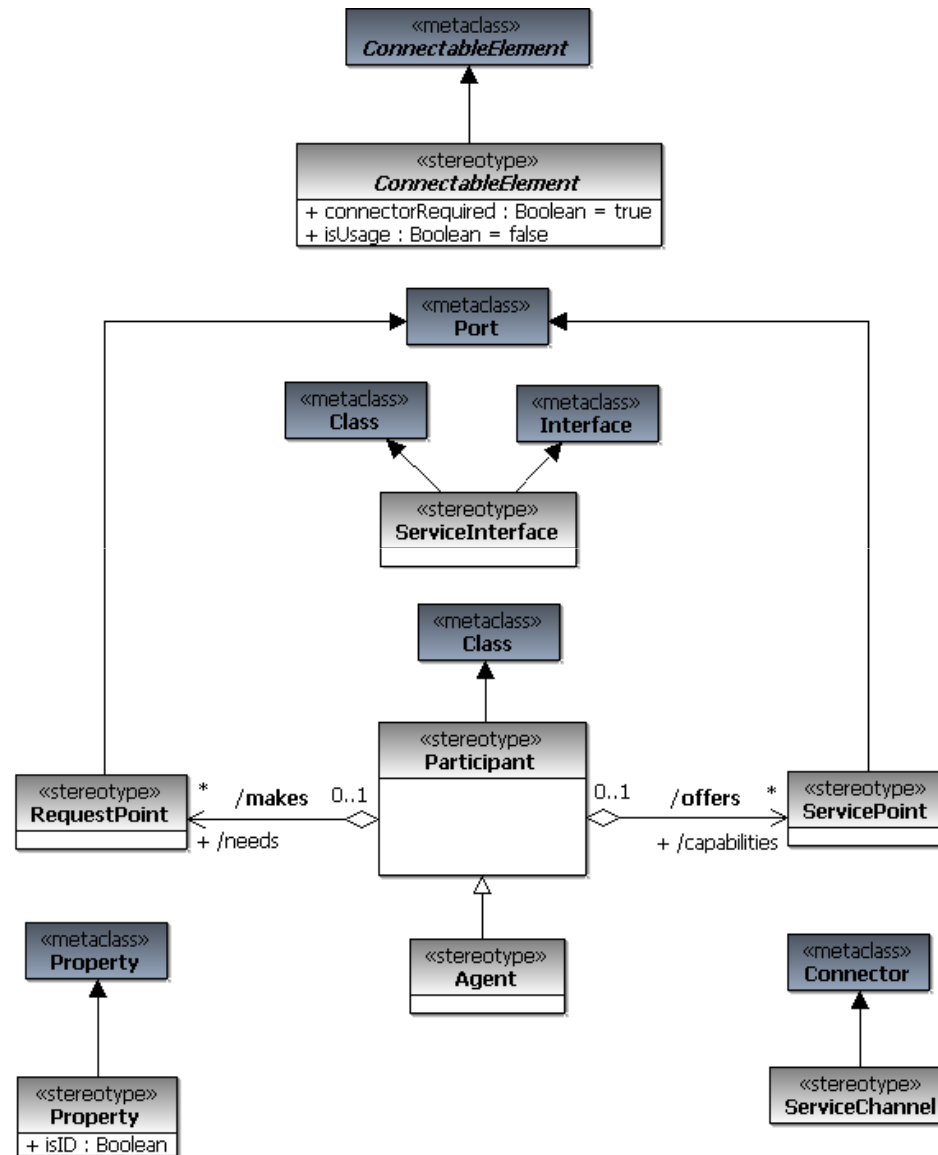 «metaclass»
ConnectableElement
«stereotype»
ConnectableElement
+ connectorRequired : Boolean = true
+ isUsage : Boolean = false
«metaclass»
Port
«metaclass»
Class
«metaclass»
Interface
«stereotype»
ServiceInterface
«metaclass»
Class
«stereotype»
Participant
«stereotype»
RequestPoint
* /makes 0..1
+ /needs
0..1 /offers *
+ /capabilities
«stereotype»
ServicePoint
«metaclass»
Property
«stereotype»
Agent
«metaclass»
Connector
«stereotype»
Property
+ isID : Boolean
«stereotype»
ServiceChannel